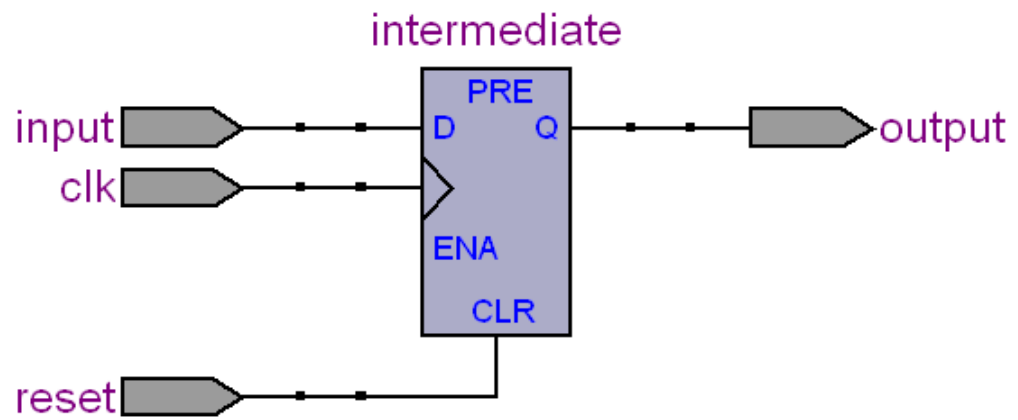 intermediate
PRE
input D Q output
clk
ENA
CLR
reset